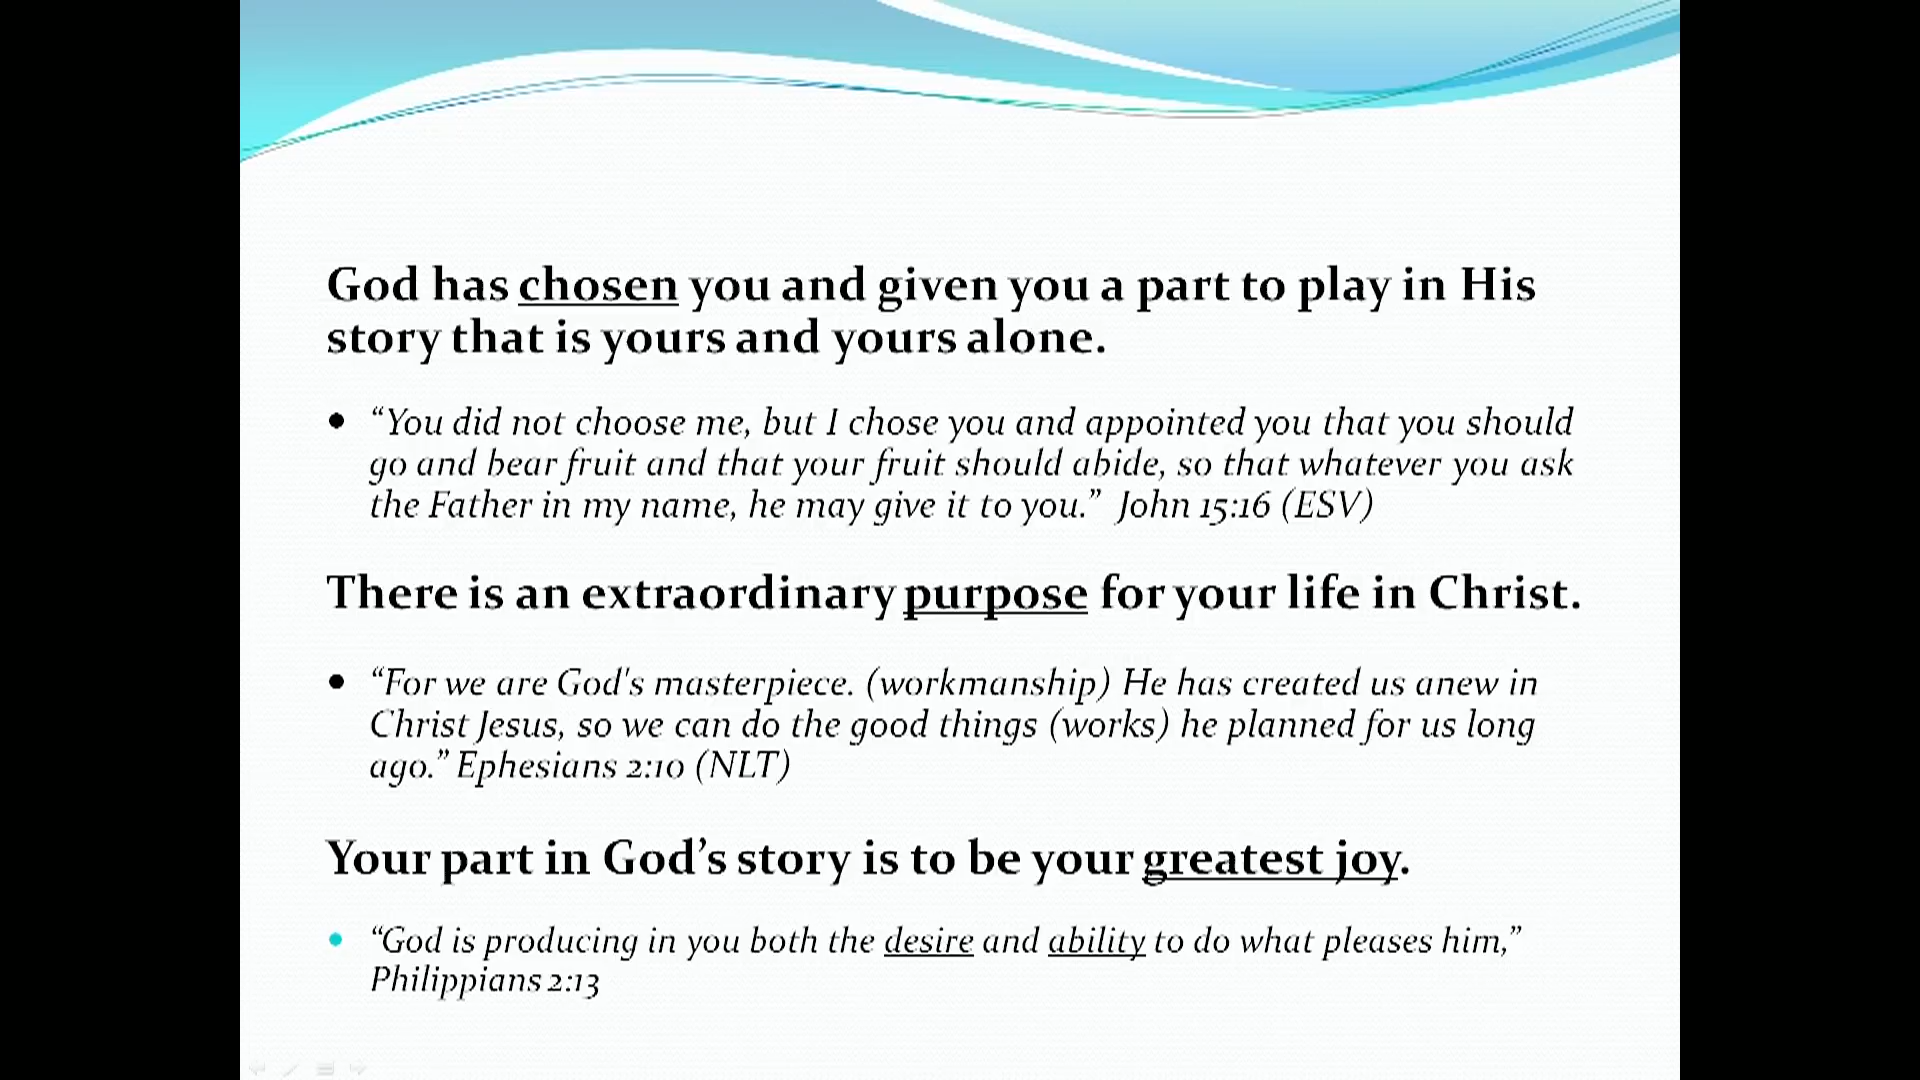 God has chosen you and given you a part to play in His
story that is yours and yours alone.
• “You did not choose me, but I chose you and appointed you that you should
go and bear fruit and that your fruit should abide, so that whatever you ask
the Father in my name, he may give it to you.” John 15:16 (ESV)
There is an extraordinary purpose for your life in Christ.
• “For we are God's masterpiece. (workmanship) He has created us anew in
Christ Jesus, so we can do the good things (works) he planned for us long
ago.” Ephesians 2:10 (NLT)
Your part in God’s story is to be your greatest joy.
• “God is producing in you both the desire and ability to do what pleases him,”
Philippians 2:13